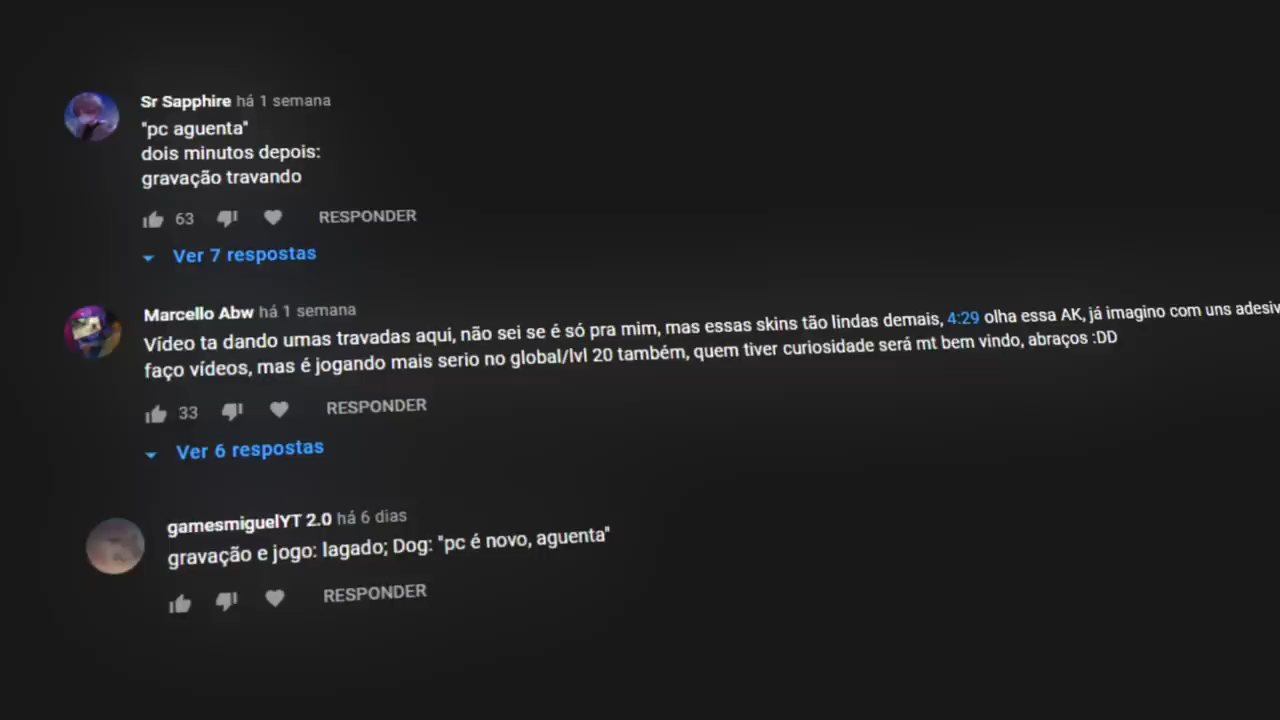 Sr Sapphire há 1 semana
"pc aguenta"
dois minutos depois:
gravação travando
63 RESPONDER
Ver 7 respostas
Marcello Abw há 1 semana
Vídeo ta dando umas travadas aqui, não sei se é só pra mim, mas essas skins tão lindas demais, 4:29 olha essa AK, já imagino com uns adesiv
faço vídeos, mas é jogando mais serio no global/lvl 20 também, quem tiver curiosidade será mt bem vindo, abraços :DD
33 RESPONDER
Ver 6 respostas
gamesmiguelYT 2.0 há 6 dias
gravação e jogo: lagado; Dog: "pc é novo, aguenta"
RESPONDER